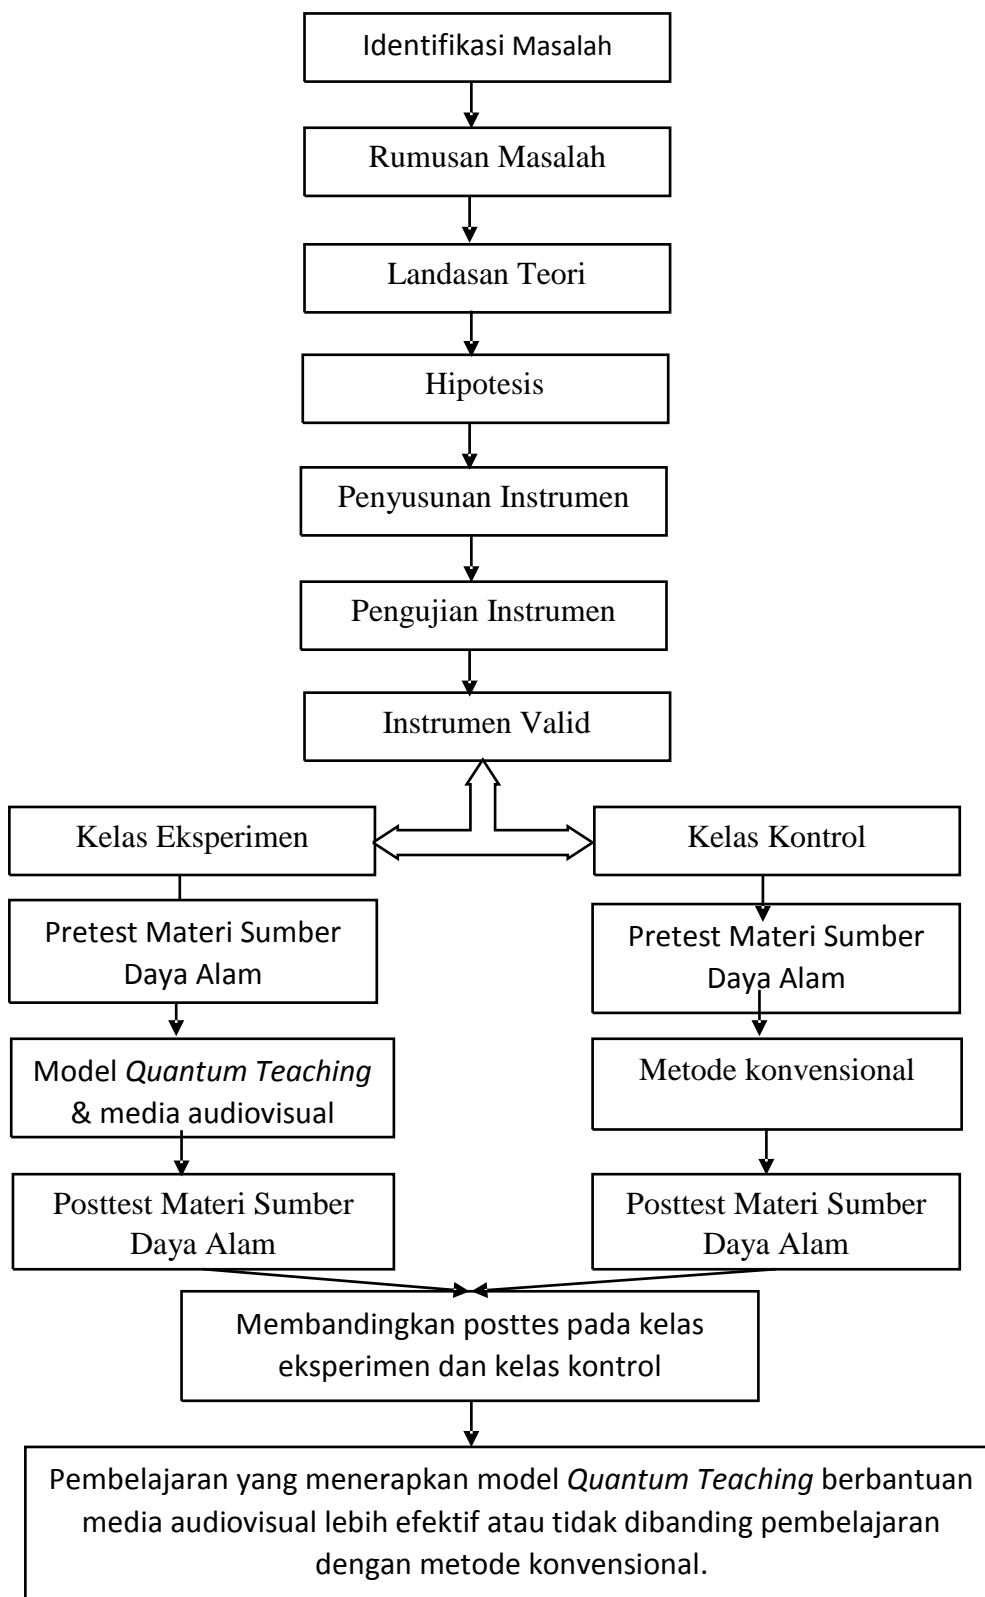 Identifikasi Masalah
Rumusan Masalah
Landasan Teori
Hipotesis
Penyusunan Instrumen
Pengujian Instrumen
Instrumen Valid
Kelas Eksperimen
Kelas Kontrol
Pretest Materi Sumber
Daya Alam
Pretest Materi Sumber
Daya Alam
Model Quantum Teaching
& media audiovisual
Metode konvensional
Posttest Materi Sumber
Daya Alam
Posttest Materi Sumber
Daya Alam
Membandingkan posttes pada kelas
eksperimen dan kelas kontrol
Pembelajaran yang menerapkan model Quantum Teaching berbantuan
media audiovisual lebih efektif atau tidak dibanding pembelajaran
dengan metode konvensional.